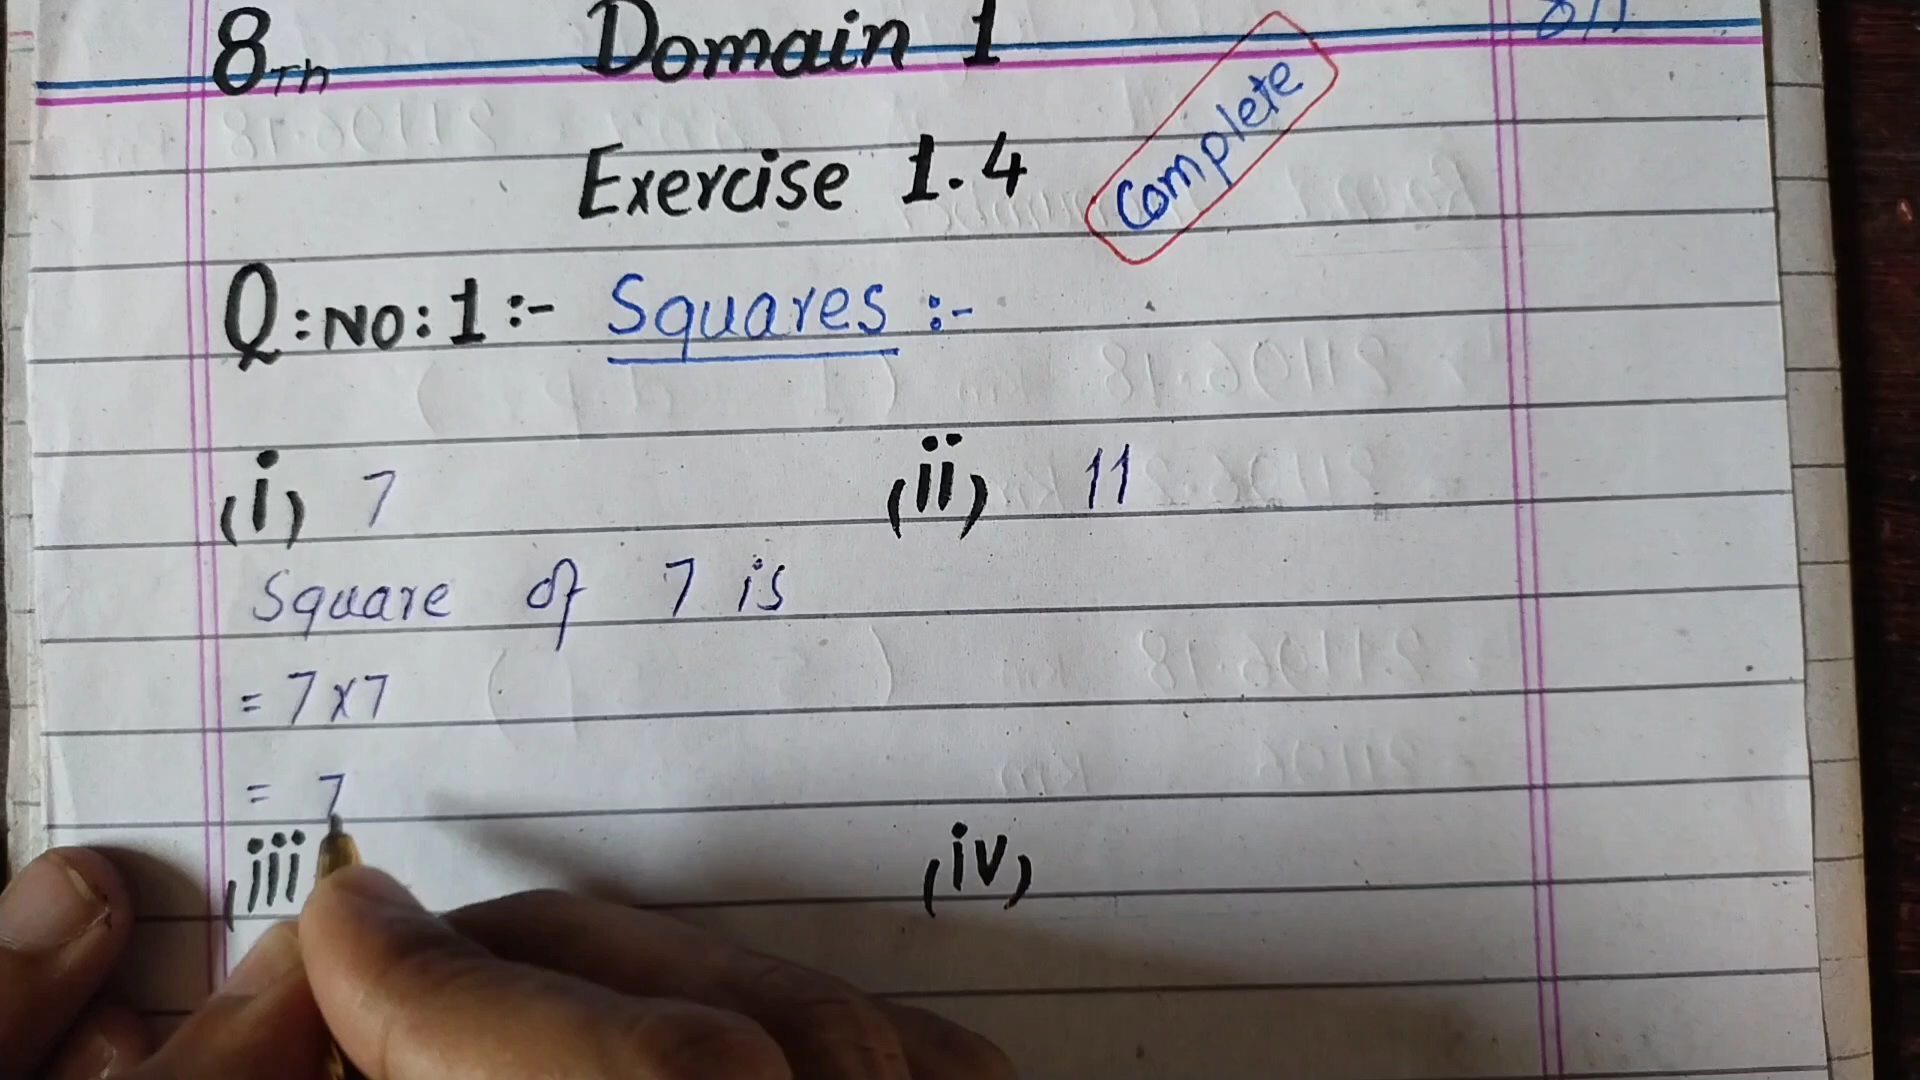 8Th Domain 1
Complete
Exercise 1.4
Q:NO:1:- Squares :-
(i) 7 (ii) 11
Square of 7 is
= 7x7
= 7
(iii (iv)